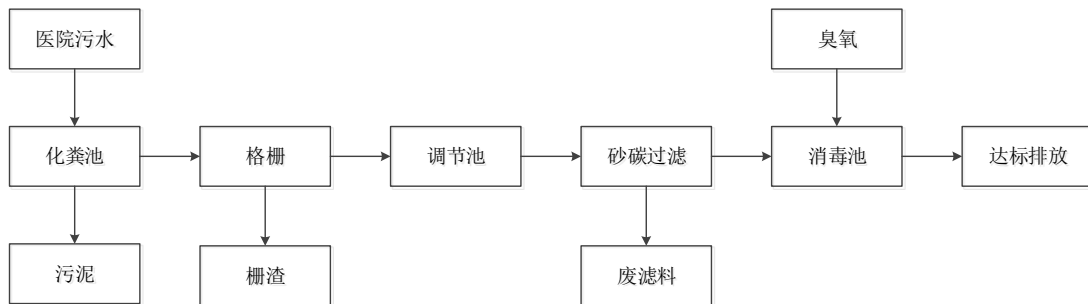 医院污水
臭氧
化粪池
格栅
调节池
砂碳过滤
消毒池
达标排放
污泥
栅渣
废滤料